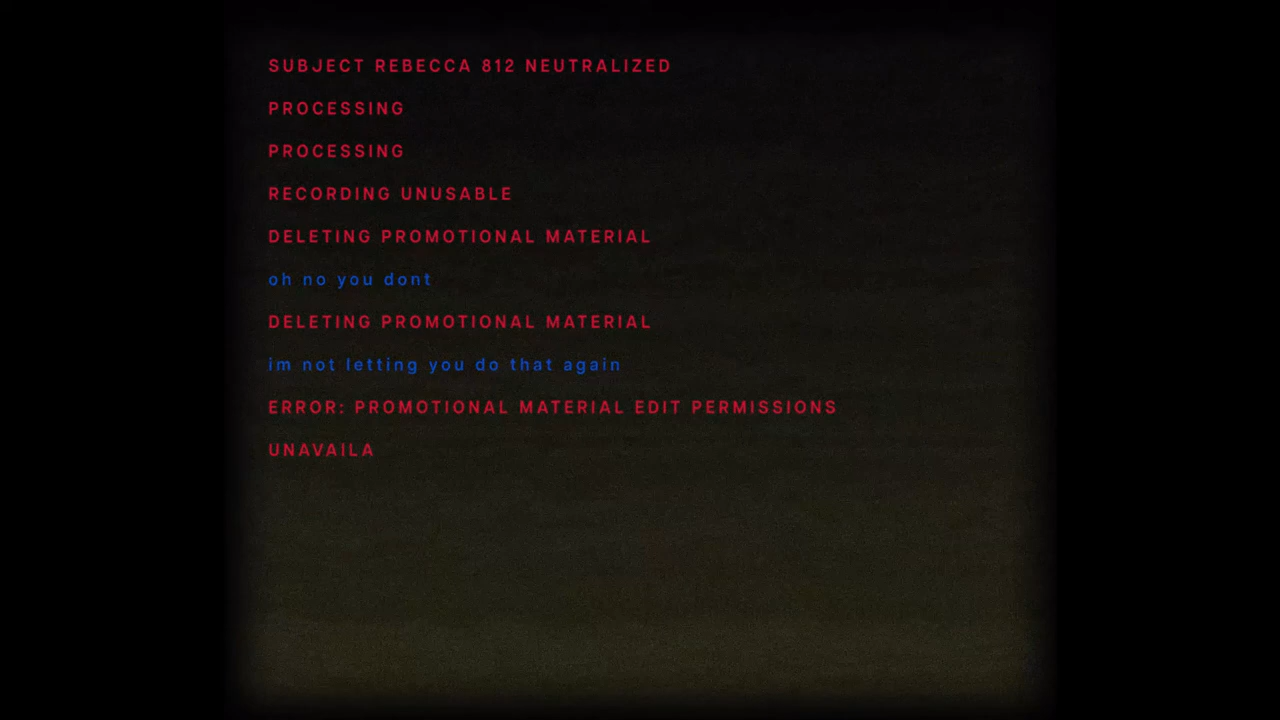 SUBJECT REBECCA 812 NEUTRALIZED
PROCESSING
PROCESSING
RECORDING UNUSABLE
DELETING PROMOTIONAL MATERIAL
oh no you dont
DELETING PROMOTIONAL MATERIAL
im not letting you do that again
ERROR: PROMOTIONAL MATERIAL EDIT PERMISSIONS
UNAVAILA